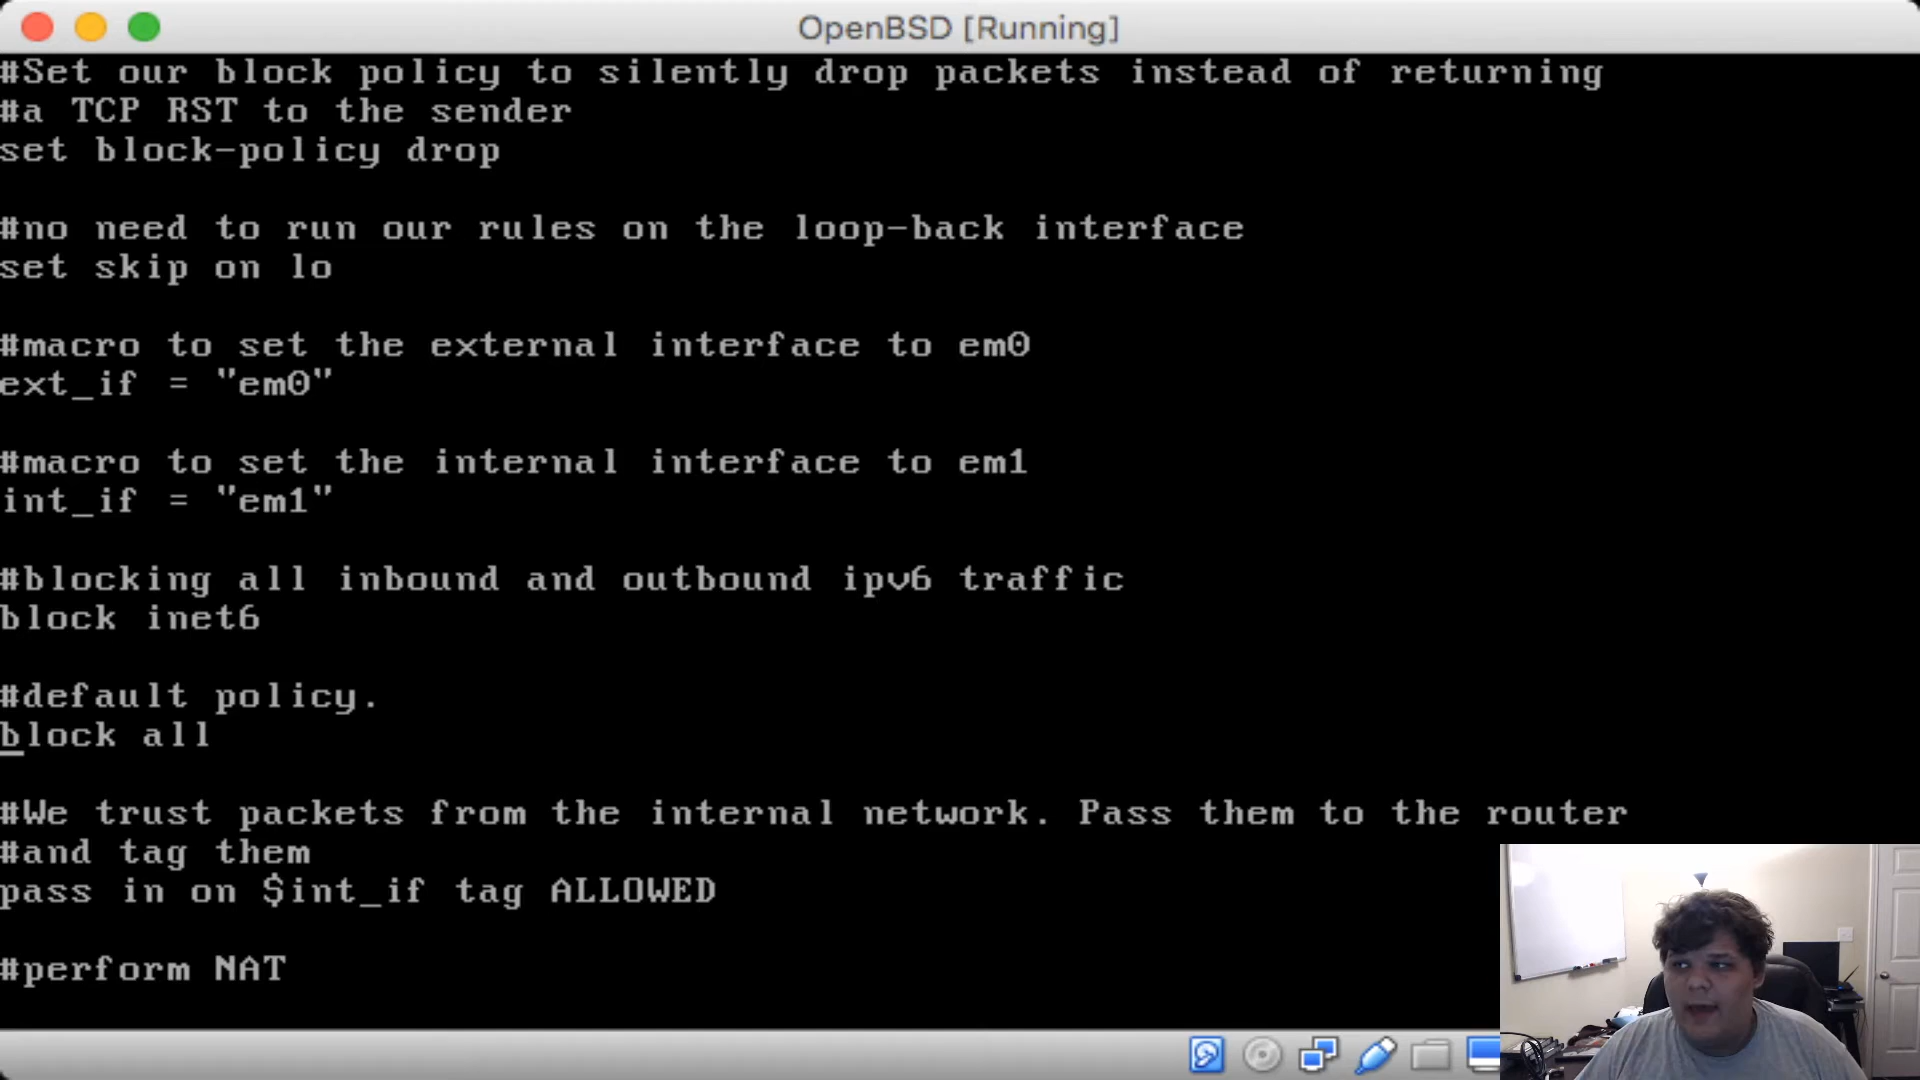 OpenBSD [Running]
#Set our block policy to silently drop packets instead of returning
#a TCP RST to the sender
set block-policy drop
#no need to run our rules on the loop-back interface
set skip on lo
#macro to set the external interface to em0
ext_if = "em0"
#macro to set the internal interface to em1
int_if = "em1"
#blocking all inbound and outbound ipv6 traffic
block inet6
#default policy.
block all
#We trust packets from the internal network. Pass them to the router
#and tag them
pass in on $int_if tag ALLOWED
#perform NAT